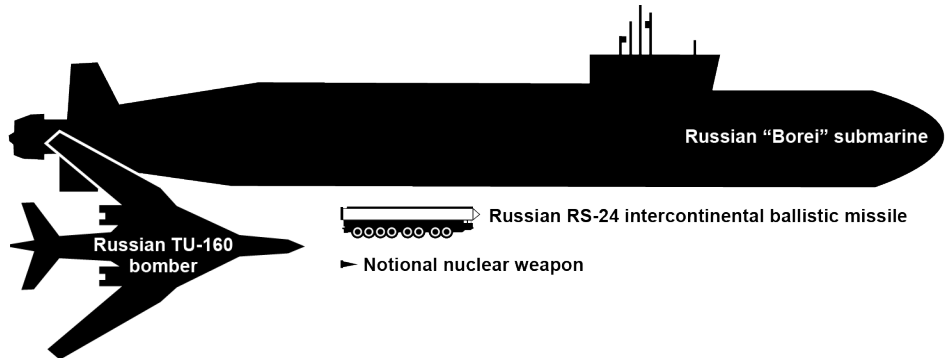 Russian “Borei” submarine
Russian RS-24 intercontinental ballistic missile
Russian TU-160
bomber
Notional nuclear weapon